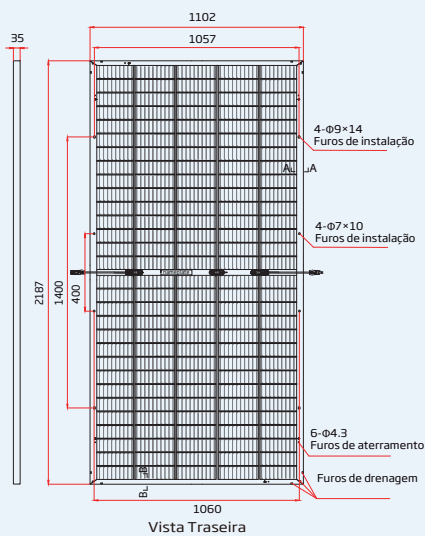 1102
35
1057
4-Φ9×14
Furos de instalação
A
A
4-Φ7×10
Furos de instalação
2187
1400
400
6-Φ4.3
Furos de aterramento
B
B
Furos de drenagem
1060
Vista Traseira